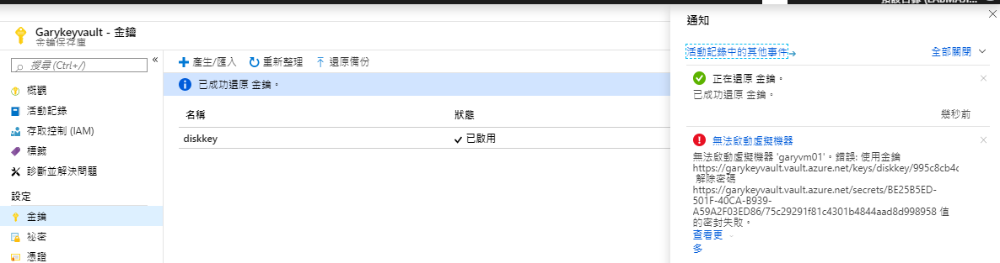 Garykeyvault - 金鑰
金鑰保存庫
搜尋 (Ctrl+/)
«
概觀
活動記錄
存取控制 (IAM)
標籤
診斷並解決問題
設定
金鑰
祕密
憑證
產生/匯入
重新整理
還原備份
已成功還原 金鑰。
名稱
狀態
diskkey
已啟用
通知
活動記錄中的其他事件
全部關閉
正在還原 金鑰。
已成功還原 金鑰。
幾秒前
無法啟動虛擬機器
無法啟動虛擬機器 'garyvm01'。錯誤: 使用金鑰
https://garykeyvault.vault.azure.net/keys/diskkey/995c8cb4c
解除密碼
https://garykeyvault.vault.azure.net/secrets/BE25B5ED-
501F-40CA-B939-
A59A2F03ED86/75c29291f81c4301b4844aad8d998958 值
的密封失敗。
查看更
多